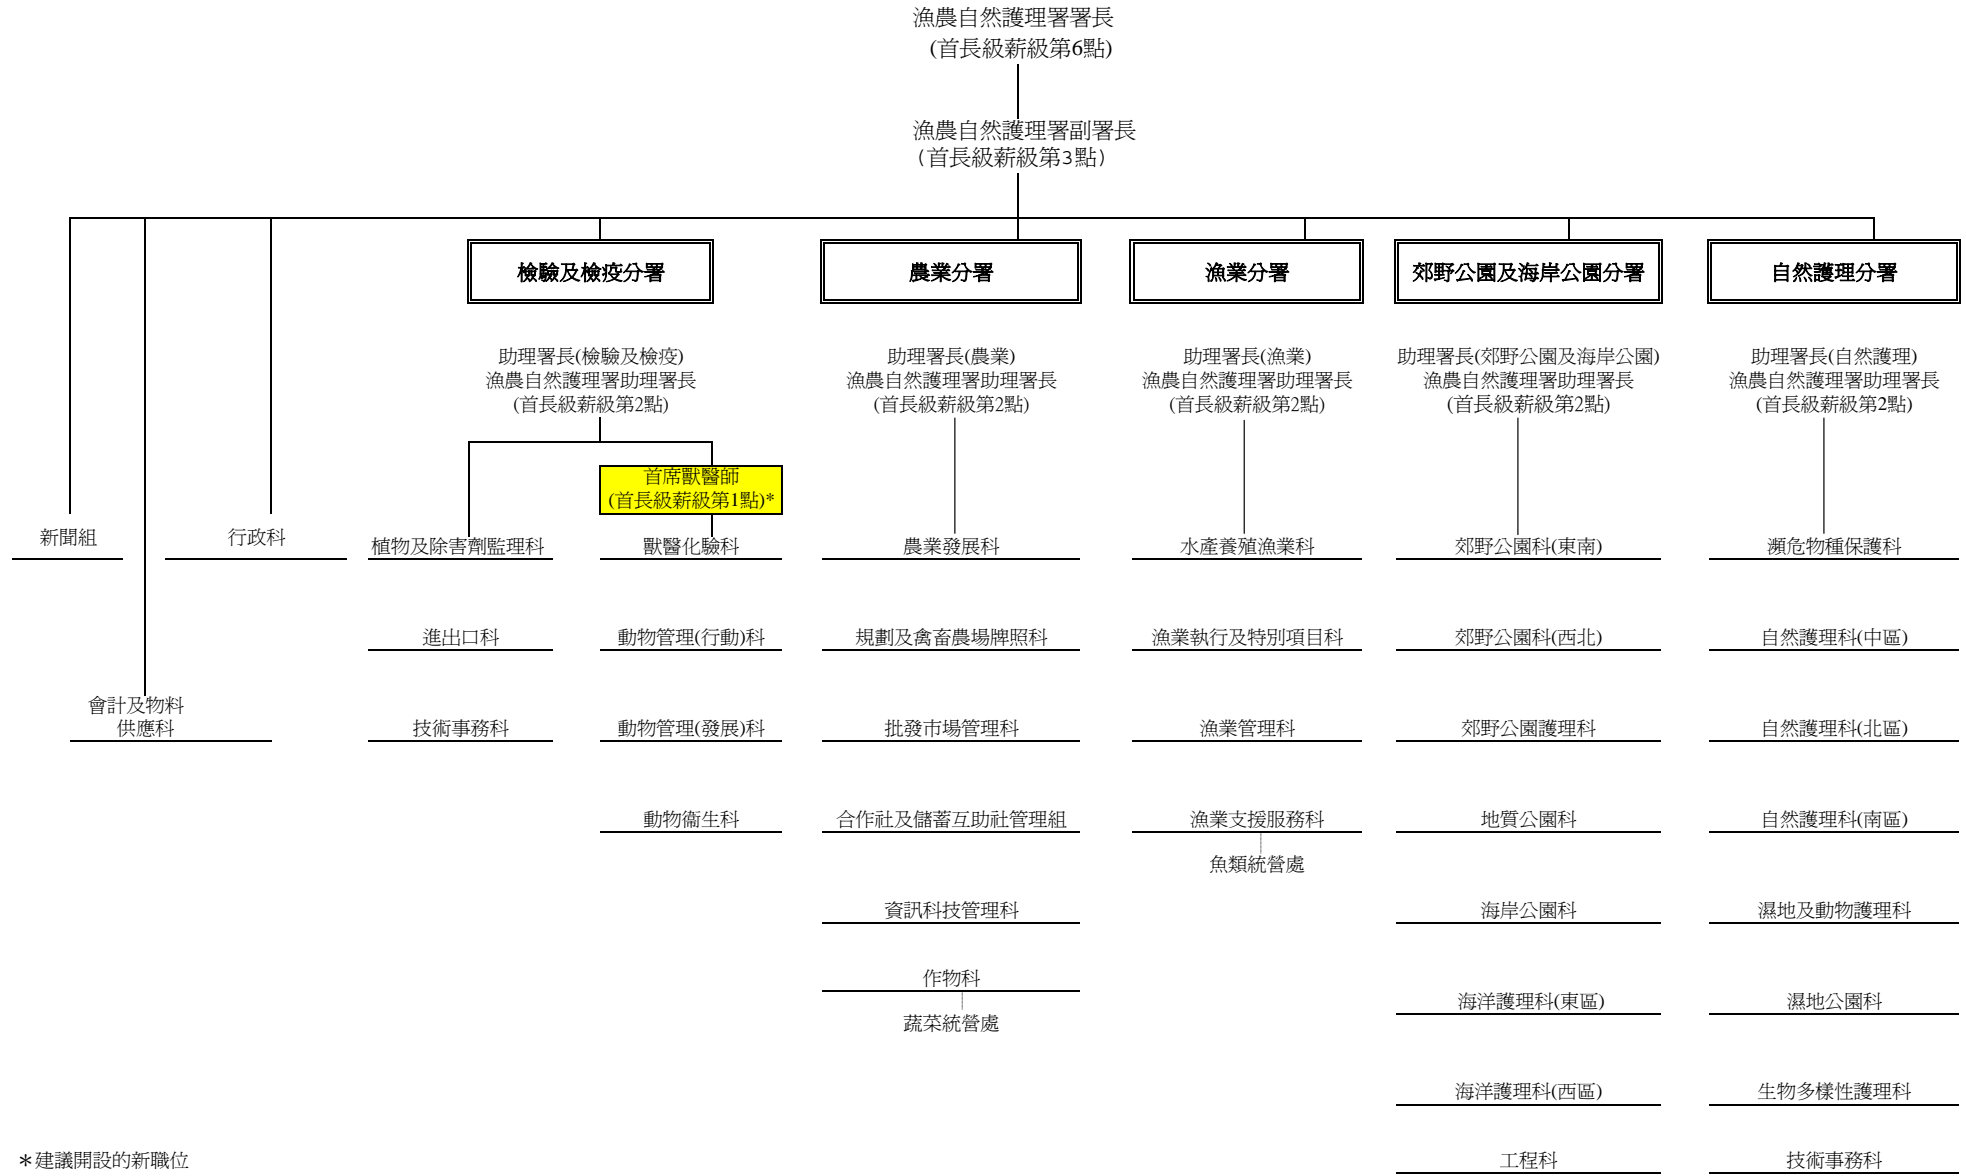 漁農自然護理署署長
(首長級薪級第6點)
漁農自然護理署副署長
(首長級薪級第3點)
檢驗及檢疫分署
農業分署
漁業分署
郊野公園及海岸公園分署
自然護理分署
助理署長(檢驗及檢疫)
漁農自然護理署助理署長
(首長級薪級第2點)
助理署長(農業)
漁農自然護理署助理署長
(首長級薪級第2點)
助理署長(漁業)
漁農自然護理署助理署長
(首長級薪級第2點)
助理署長(郊野公園及海岸公園)
漁農自然護理署助理署長
(首長級薪級第2點)
助理署長(自然護理)
漁農自然護理署助理署長
(首長級薪級第2點)
首席獸醫師
(首長級薪級第1點)*
新聞組
行政科
會計及物料
供應科
植物及除害劑監理科
進出口科
技術事務科
獸醫化驗科
動物管理(行動)科
動物管理(發展)科
動物衞生科
農業發展科
規劃及禽畜農場牌照科
批發市場管理科
合作社及儲蓄互助社管理組
資訊科技管理科
作物科
蔬菜統營處
水產養殖漁業科
漁業執行及特別項目科
漁業管理科
漁業支援服務科
魚類統營處
郊野公園科(東南)
郊野公園科(西北)
郊野公園護理科
地質公園科
海岸公園科
海洋護理科(東區)
海洋護理科(西區)
工程科
瀕危物種保護科
自然護理科(中區)
自然護理科(北區)
自然護理科(南區)
濕地及動物護理科
濕地公園科
生物多樣性護理科
技術事務科
*建議開設的新職位